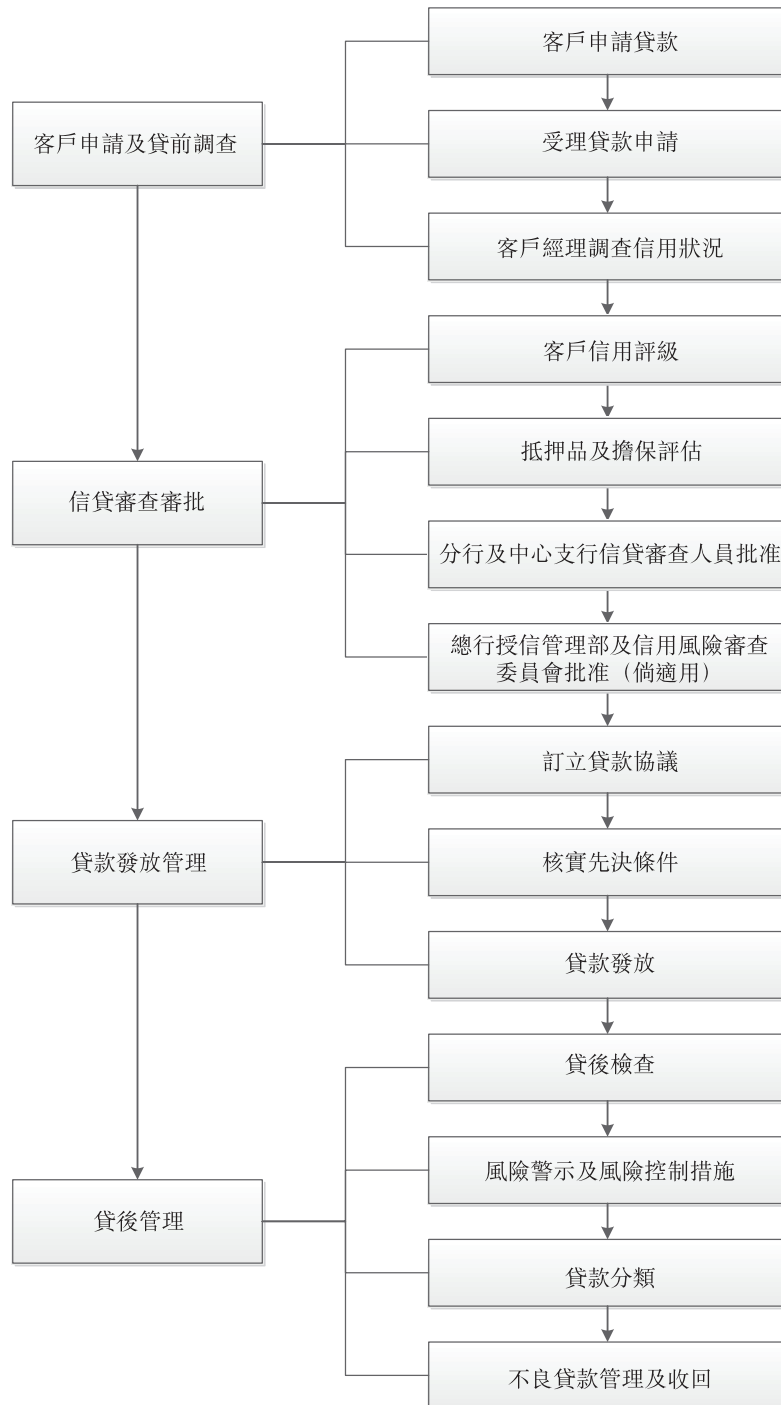 客戶申請及貸前調查
客戶申請貸款
受理貸款申請
客戶經理調查信用狀況
信貸審查審批
客戶信用評級
抵押品及擔保評估
分行及中心支行信貸審查人員批准
總行授信管理部及信用風險審查
委員會批准（倘適用）
貸款發放管理
訂立貸款協議
核實先決條件
貸款發放
貸後管理
貸後檢查
風險警示及風險控制措施
貸款分類
不良貸款管理及收回